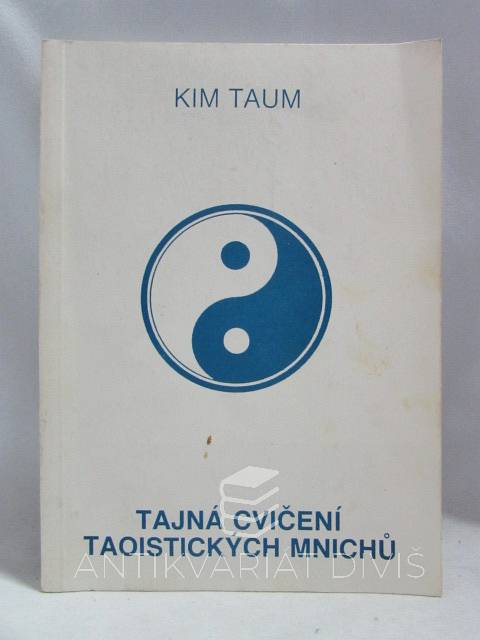 KIM TAUM
TAJNÁ CVIČENÍ
TAOISTICKÝCH MNICHŮ
ANTIKVARIÁT DIVIŠ